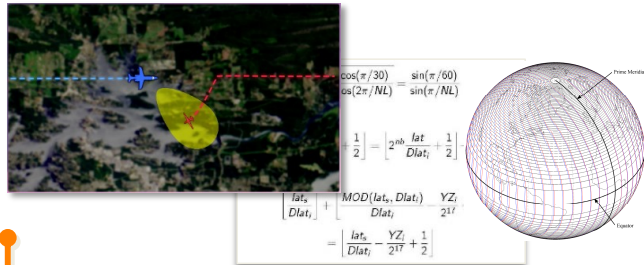 cos(π/30)
cos(2π/NL) = sin(π/60)
sin(π/NL)
+ 1/2⌋ = ⌊2^nb lat/Dlat_i + 1/2⌋
⌊lat_s/Dlat_i⌋ + ⌊MOD(lat_s, Dlat_i)/Dlat_i - YZ_i/2^17
= ⌊lat_s/Dlat_i - YZ_i/2^17 + 1/2⌋
Prime Meridian
Equator